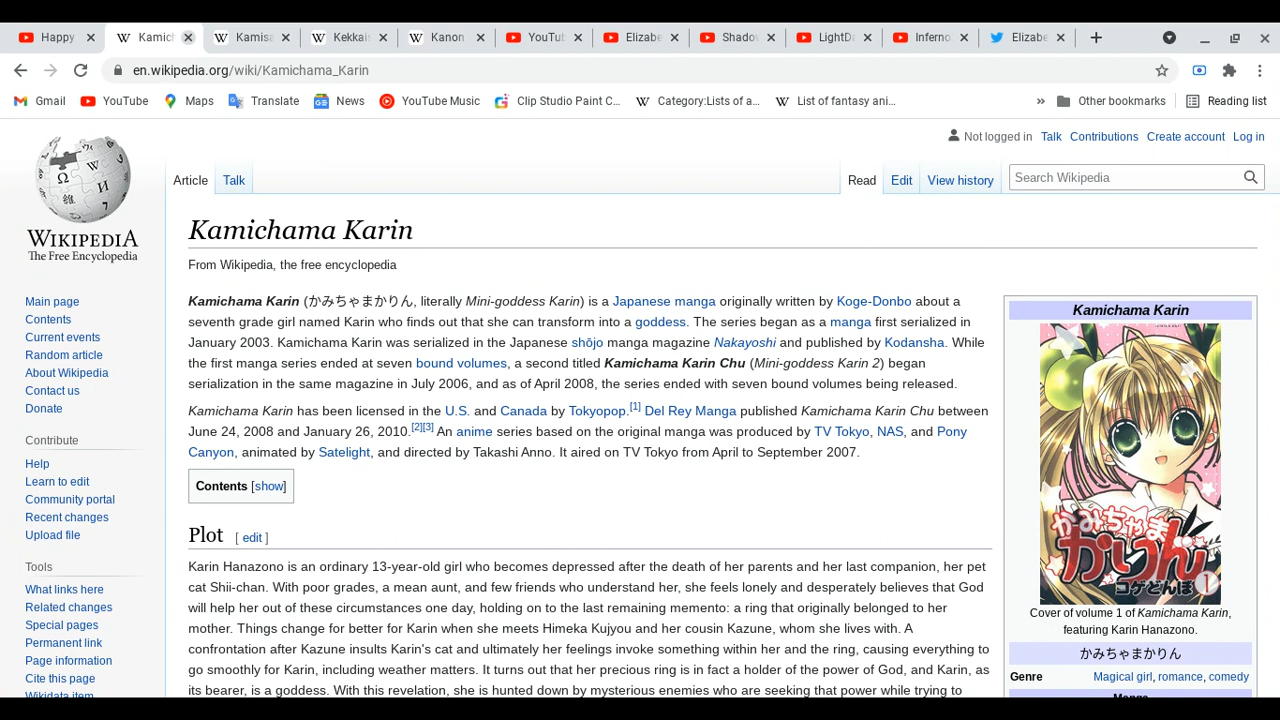 Happy
Kamich
Kamisa
Kekkais
Kanon
YouTub
Elizabe
Shadow
LightDa
Inferno
Elizabe
en.wikipedia.org/wiki/Kamichama_Karin
Gmail YouTube Maps Translate News YouTube Music Clip Studio Paint C... Category:Lists of a... List of fantasy ani... » Other bookmarks Reading list
Not logged in Talk Contributions Create account Log in
Article Talk Read Edit View history Search Wikipedia
WIKIPEDIA
The Free Encyclopedia
Main page
Contents
Current events
Random article
About Wikipedia
Contact us
Donate
Contribute
Help
Learn to edit
Community portal
Recent changes
Upload file
Tools
What links here
Related changes
Special pages
Permanent link
Page information
Cite this page
Wikidata item
Kamichama Karin
From Wikipedia, the free encyclopedia
Kamichama Karin (かみちゃまかりん, literally Mini-goddess Karin) is a Japanese manga originally written by Koge-Donbo about a
seventh grade girl named Karin who finds out that she can transform into a goddess. The series began as a manga first serialized in
January 2003. Kamichama Karin was serialized in the Japanese shōjo manga magazine Nakayoshi and published by Kodansha. While
the first manga series ended at seven bound volumes, a second titled Kamichama Karin Chu (Mini-goddess Karin 2) began
serialization in the same magazine in July 2006, and as of April 2008, the series ended with seven bound volumes being released.
Kamichama Karin has been licensed in the U.S. and Canada by Tokyopop.[1] Del Rey Manga published Kamichama Karin Chu between
June 24, 2008 and January 26, 2010.[2][3] An anime series based on the original manga was produced by TV Tokyo, NAS, and Pony
Canyon, animated by Satelight, and directed by Takashi Anno. It aired on TV Tokyo from April to September 2007.
Contents [show]
Plot [ edit ]
Karin Hanazono is an ordinary 13-year-old girl who becomes depressed after the death of her parents and her last companion, her pet
cat Shii-chan. With poor grades, a mean aunt, and few friends who understand her, she feels lonely and desperately believes that God
will help her out of these circumstances one day, holding on to the last remaining memento: a ring that originally belonged to her
mother. Things change for better for Karin when she meets Himeka Kujyou and her cousin Kazune, whom she lives with. A
confrontation after Kazune insults Karin's cat and ultimately her feelings invoke something within her and the ring, causing everything to
go smoothly for Karin, including weather matters. It turns out that her precious ring is in fact a holder of the power of God, and Karin, as
its bearer, is a goddess. With this revelation, she is hunted down by mysterious enemies who are seeking that power while trying to
Kamichama Karin
かみちゃま
かりん
コゲどんぼ 1
Cover of volume 1 of Kamichama Karin,
featuring Karin Hanazono.
かみちゃまかりん
Genre Magical girl, romance, comedy
Manga